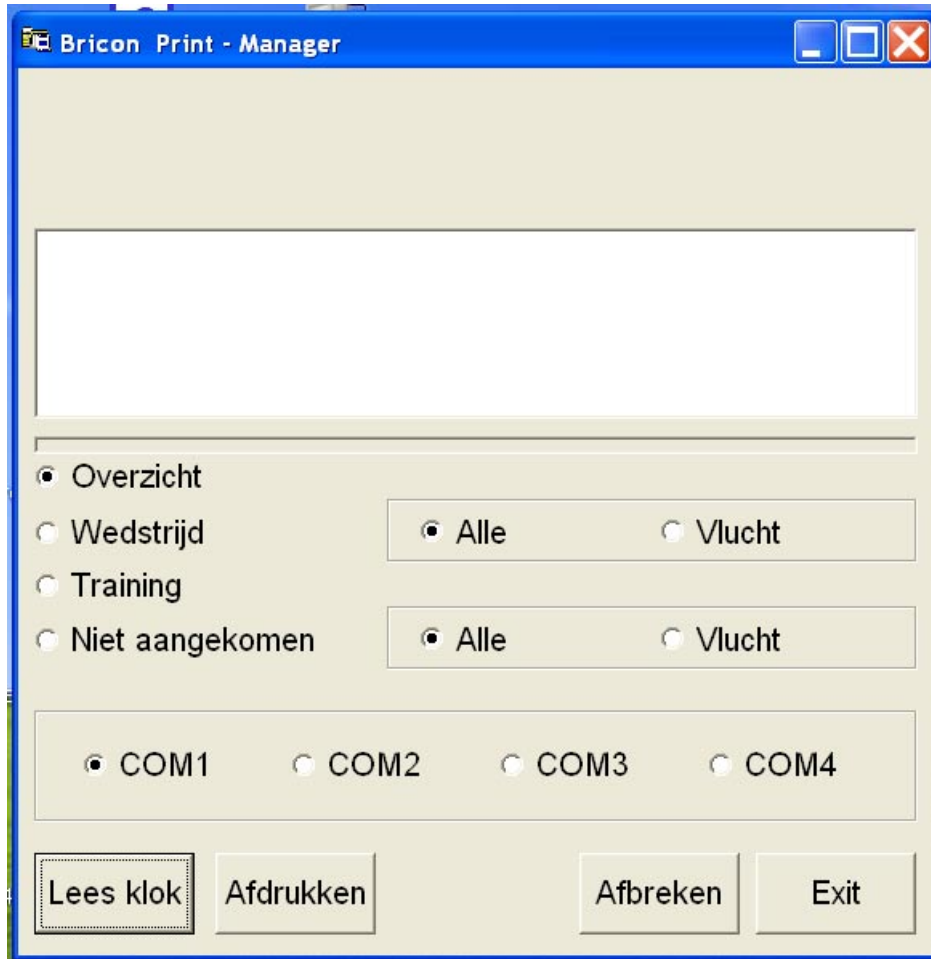 Bricon Print - Manager
Overzicht
Wedstrijd Alle Vlucht
Training
Niet aangekomen Alle Vlucht
COM1 COM2 COM3 COM4
Lees klok Afdrukken Afbreken Exit